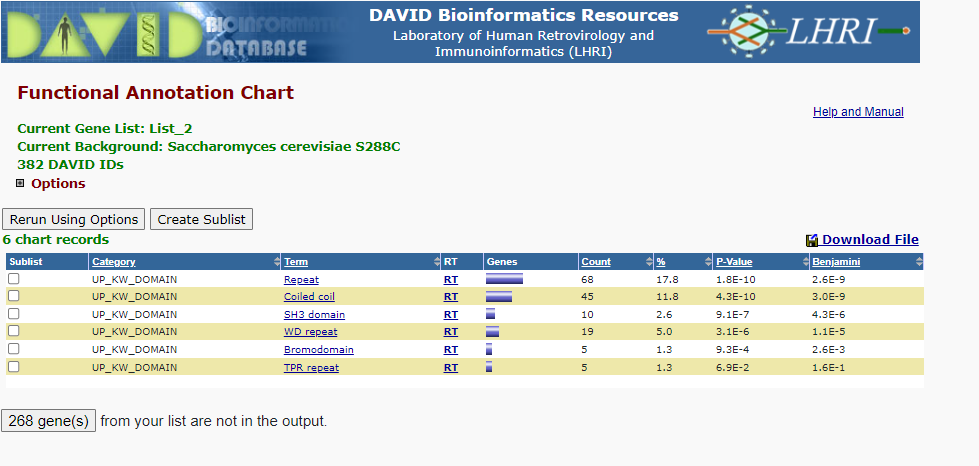 DAVID BIOINFORMATICS DATABASE
DAVID Bioinformatics Resources
Laboratory of Human Retrovirology and
Immunoinformatics (LHRI)
LHRI
Functional Annotation Chart
Help and Manual
Current Gene List: List_2
Current Background: Saccharomyces cerevisiae S288C
382 DAVID IDs
Options
Rerun Using Options Create Sublist
6 chart records Download File
Sublist Category Term RT Genes Count % P-Value Benjamini
UP_KW_DOMAIN Repeat RT 68 17.8 1.8E-10 2.6E-9
UP_KW_DOMAIN Coiled coil RT 45 11.8 4.3E-10 3.0E-9
UP_KW_DOMAIN SH3 domain RT 10 2.6 9.1E-7 4.3E-6
UP_KW_DOMAIN WD repeat RT 19 5.0 3.1E-6 1.1E-5
UP_KW_DOMAIN Bromodomain RT 5 1.3 9.3E-4 2.6E-3
UP_KW_DOMAIN TPR repeat RT 5 1.3 6.9E-2 1.6E-1
268 gene(s) from your list are not in the output.